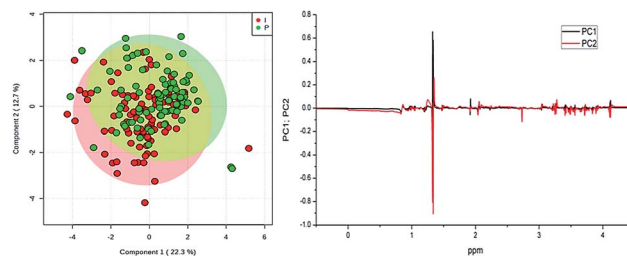 I
P
4
2
0
-2
-4
-4 -2 0 2 4 6
Component 2 ( 12.7 %)
Component 1 ( 22.3 %)
PC1
PC2
0.8
0.6
0.4
0.2
0.0
-0.2
-0.4
-0.6
-0.8
-1.0
0 1 2 3 4
PC1; PC2
ppm